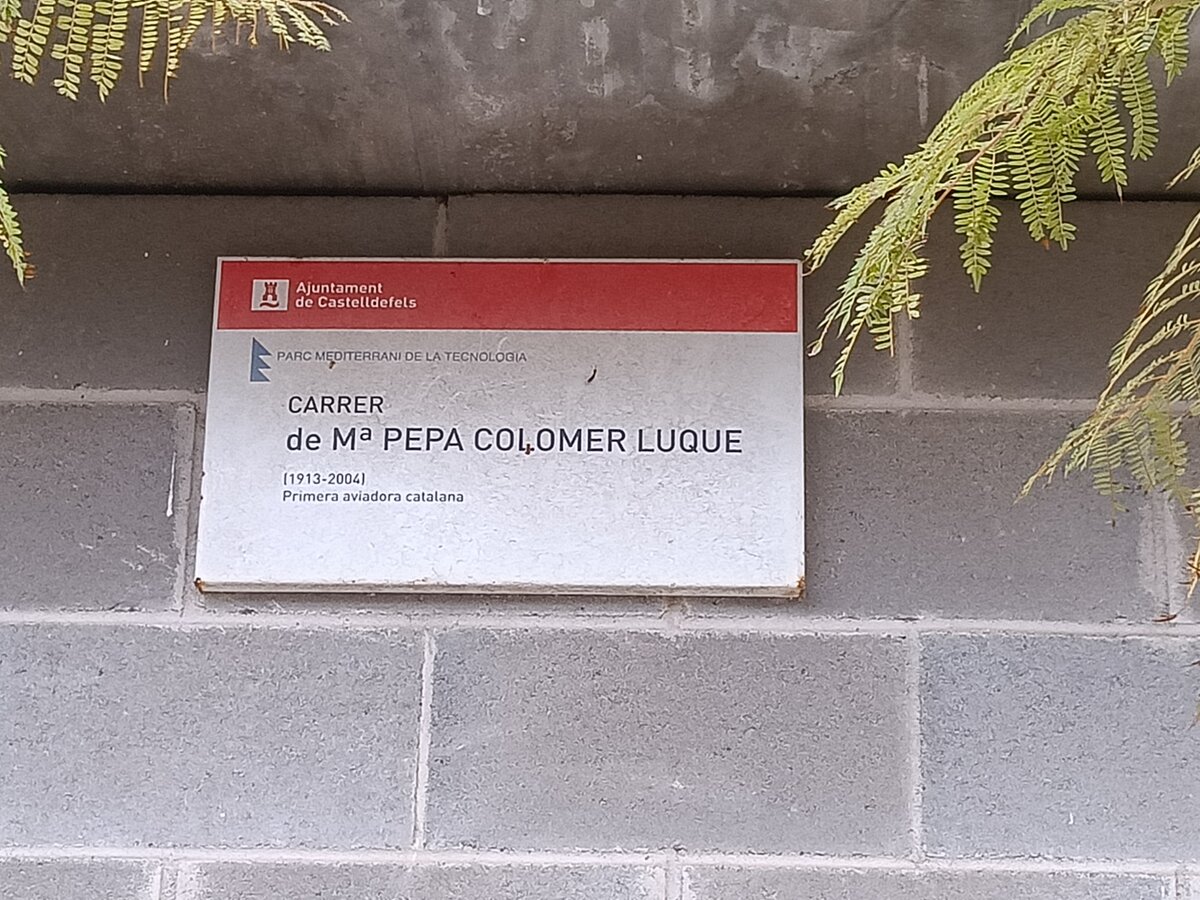 Ajuntament
de Castelldefels
PARC MEDITERRANI DE LA TECNOLOGIA
CARRER
de Mª PEPA COLOMER LUQUE
(1913-2004)
Primera aviadora catalana